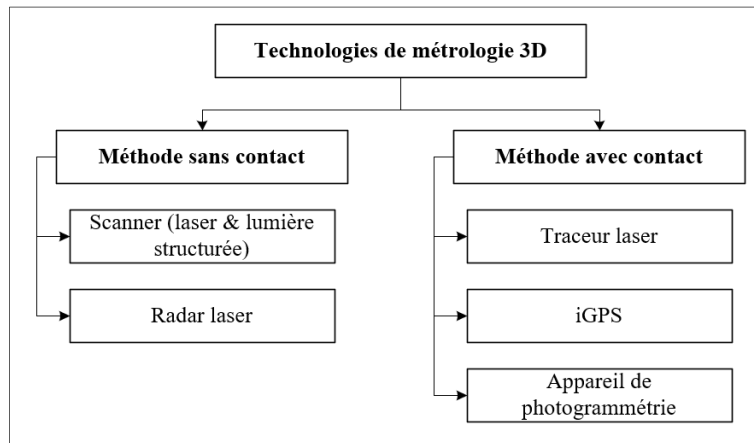 Technologies de métrologie 3D
Méthode sans contact
Scanner (laser & lumière
structurée)
Radar laser
Méthode avec contact
Traceur laser
iGPS
Appareil de
photogrammétrie